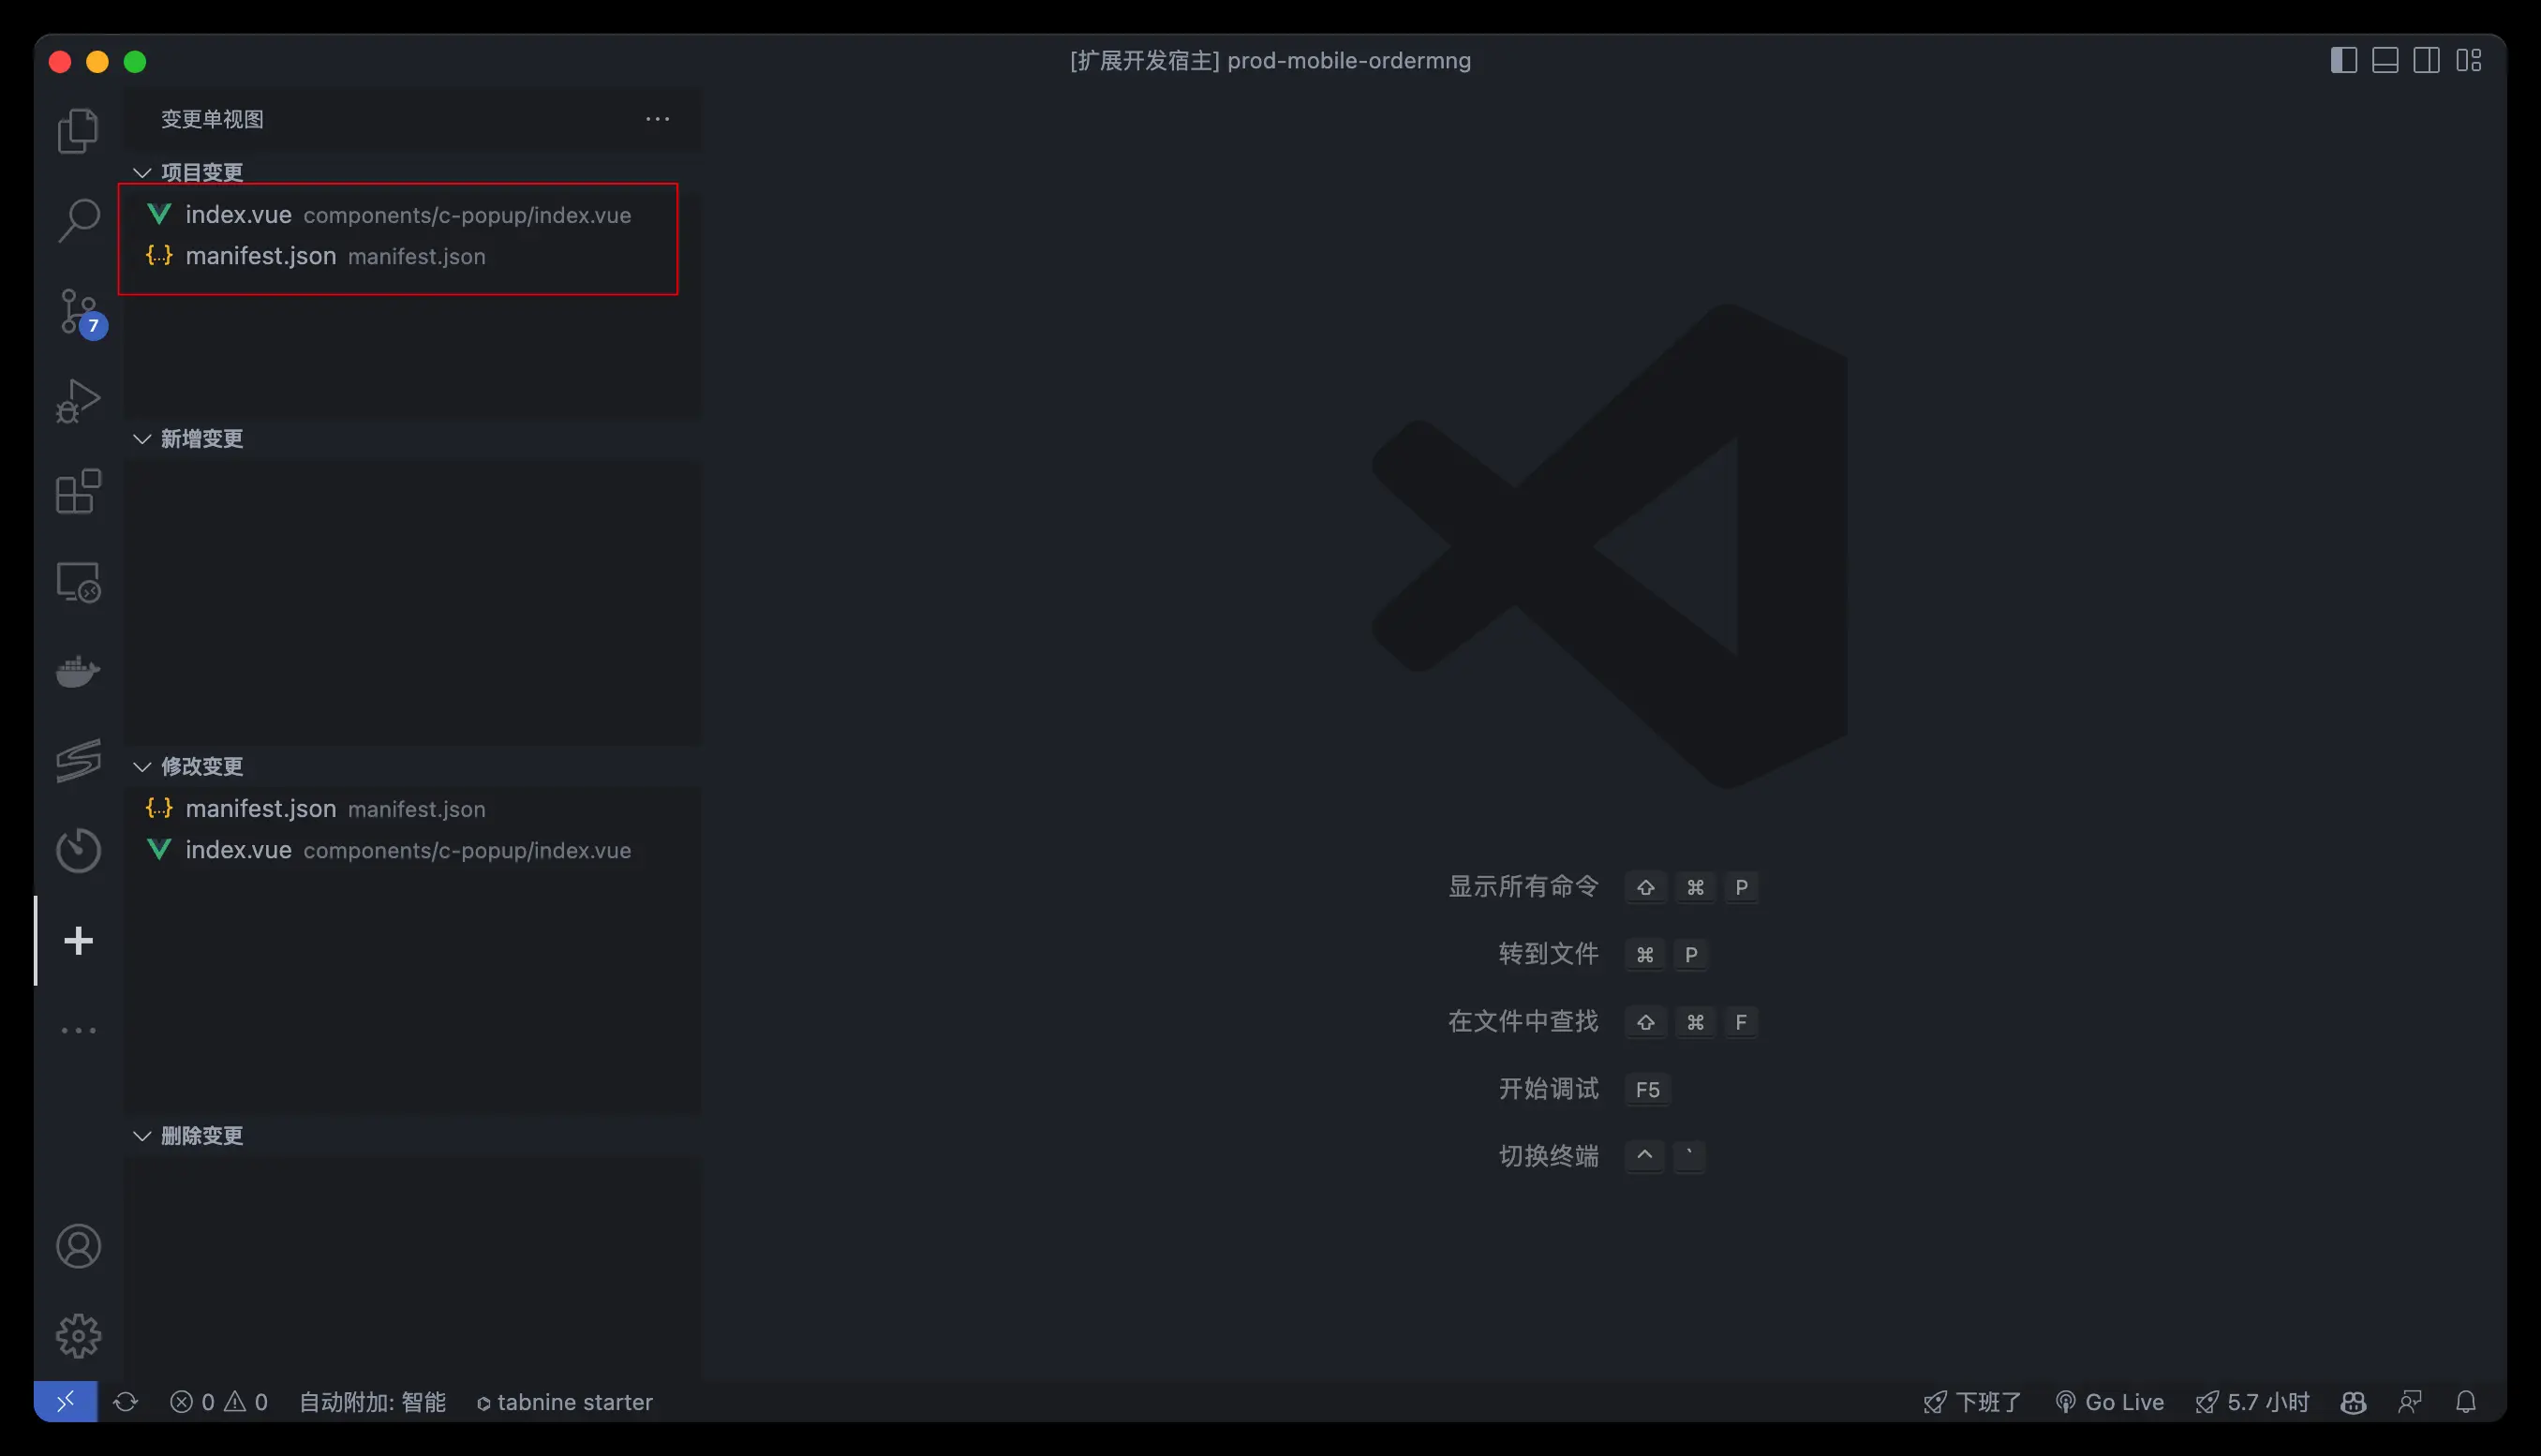 [扩展开发宿主] prod-mobile-ordermng
变更单视图
项目变更
index.vue components/c-popup/index.vue
{..} manifest.json manifest.json
7
新增变更
修改变更
{..} manifest.json manifest.json
index.vue components/c-popup/index.vue
删除变更
显示所有命令 ⇧ ⌘ P
转到文件 ⌘ P
在文件中查找 ⇧ ⌘ F
开始调试 F5
切换终端 ^ `
0 0 自动附加: 智能 tabnine starter 下班了 Go Live 5.7 小时